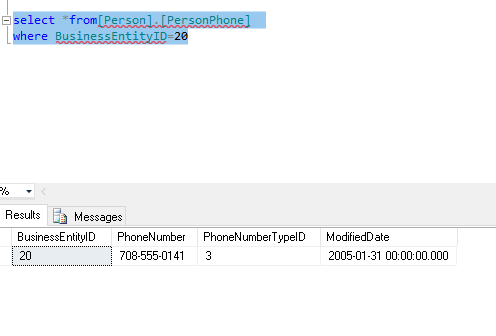 select *from[Person].[PersonPhone]
where BusinessEntityID=20
%
Results Messages
BusinessEntityID PhoneNumber PhoneNumberTypeID ModifiedDate
20 708-555-0141 3 2005-01-31 00:00:00.000